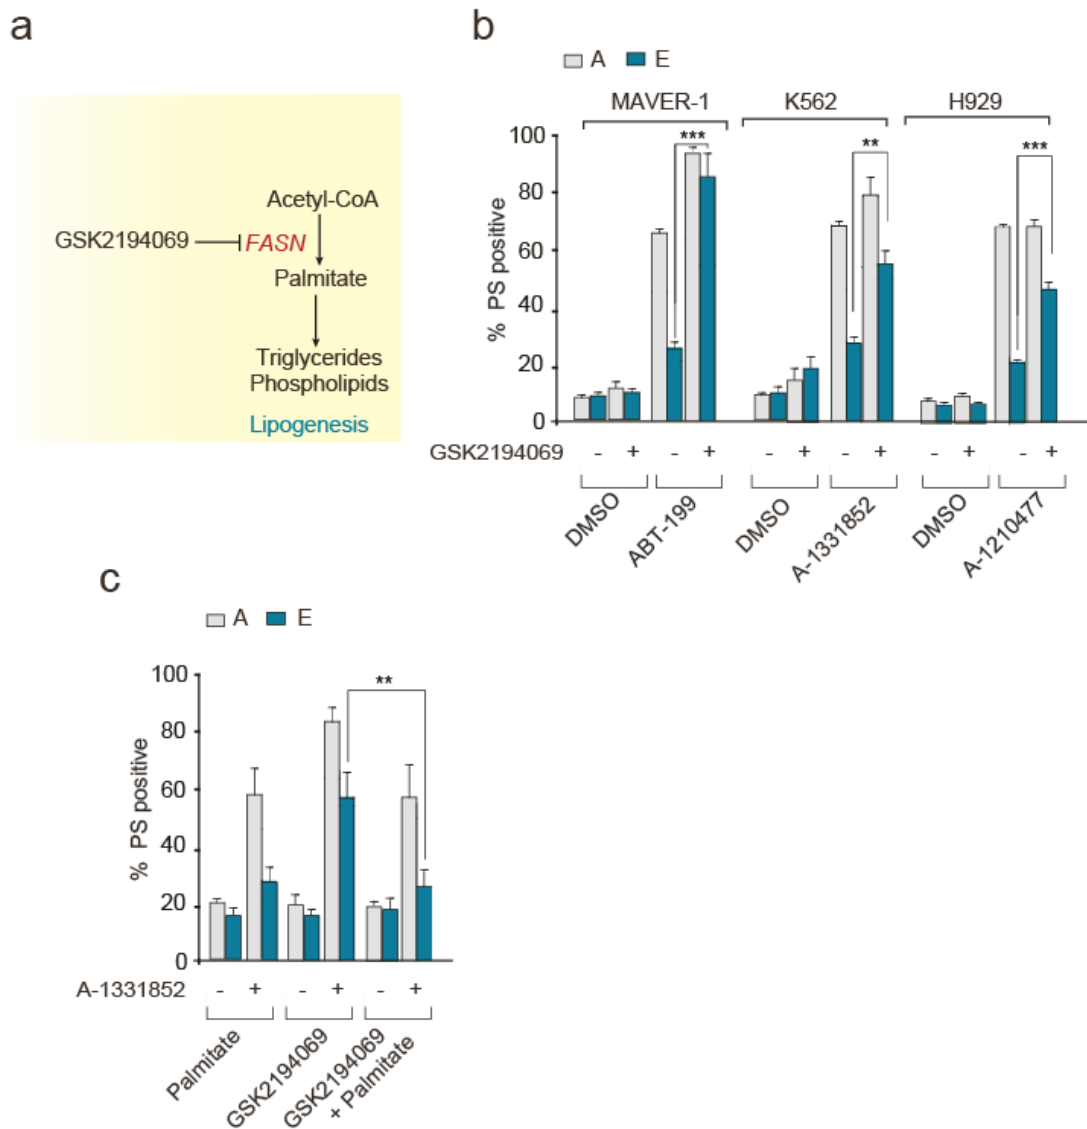 a
Acetyl-CoA
GSK2194069
FASN
Palmitate
Triglycerides
Phospholipids
Lipogenesis
b
A E
MAVER-1 K562 H929
% PS positive
100
80
60
40
20
0
*** ** ***
GSK2194069 - + - + - + - + - + - +
DMSO ABT-199 DMSO A-1331852 DMSO A-1210477
c
A E
% PS positive
100
80
60
40
20
0
**
A-1331852 - + - + - +
Palmitate GSK2194069 GSK2194069
+ Palmitate